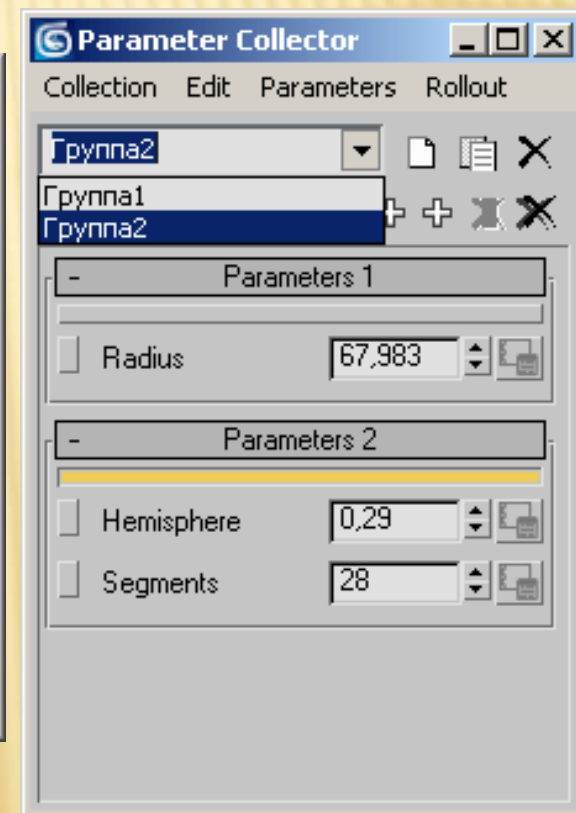 Parameter Collector
Collection Edit Parameters Rollout
Группа2
Группа1
Группа2
- Parameters 1
Radius 67,983
- Parameters 2
Hemisphere 0,29
Segments 28